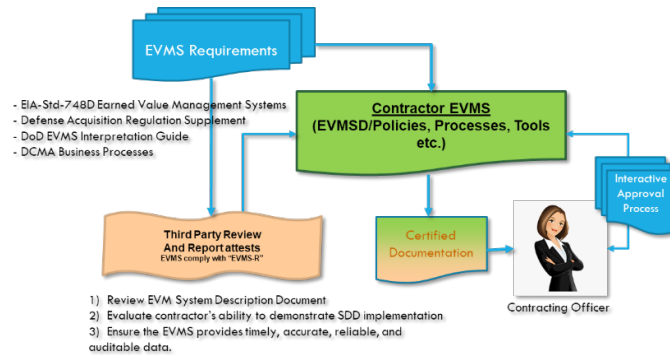 EVMS Requirements
- EIA-Std-748D Earned Value Management Systems
- Defense Acquisition Regulation Supplement
- DoD EVMS Interpretation Guide
- DCMA Business Processes
Contractor EVMS
(EVMSD/Policies, Processes, Tools
etc.)
Interactive
Approval
Process
Third Party Review
And Report attests
EVMS comply with "EVMS-R"
Certified
Documentation
Contracting Officer
1) Review EVM System Description Document
2) Evaluate contractor's ability to demonstrate SDD implementation
3) Ensure the EVMS provides timely, accurate, reliable, and
auditable data.